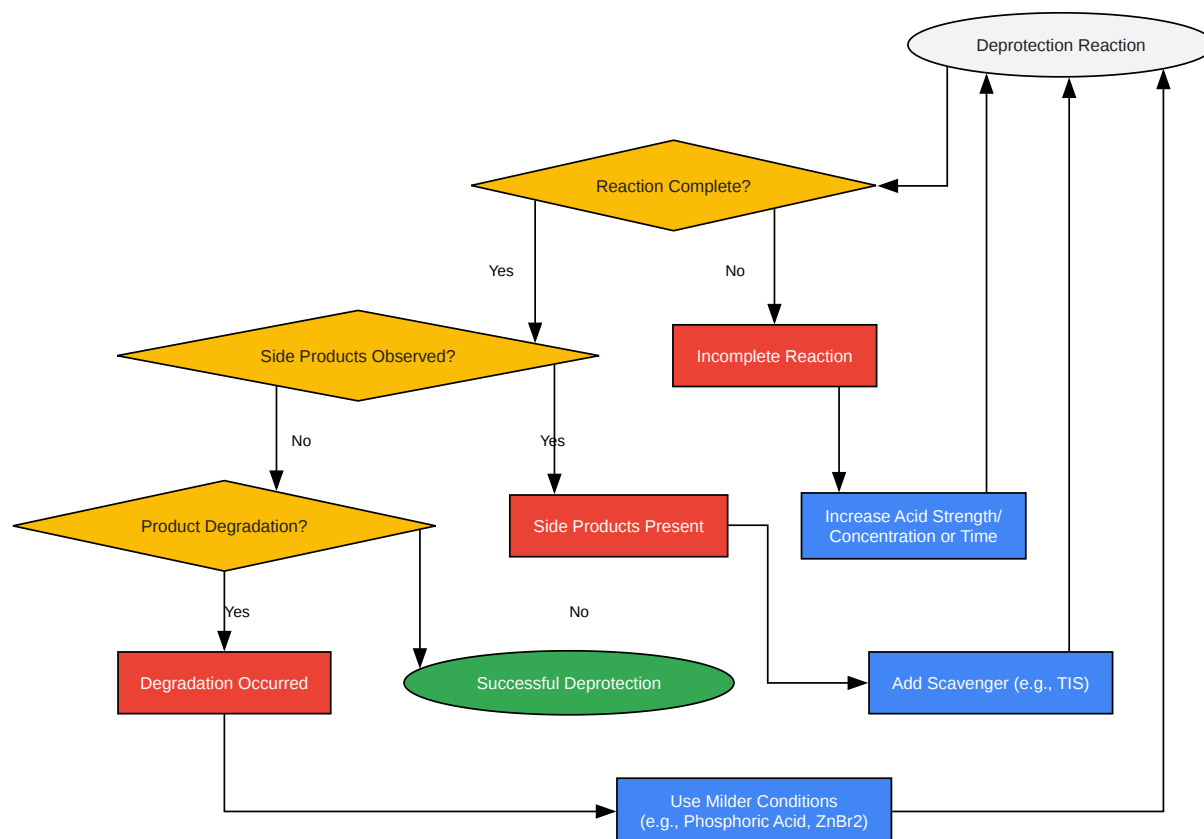 Deprotection Reaction
Reaction Complete?
Yes
No
Side Products Observed?
Incomplete Reaction
No
Yes
Product Degradation?
Side Products Present
Increase Acid Strength/
Concentration or Time
Yes
No
Degradation Occurred
Successful Deprotection
Add Scavenger (e.g., TIS)
Use Milder Conditions
(e.g., Phosphoric Acid, ZnBr2)